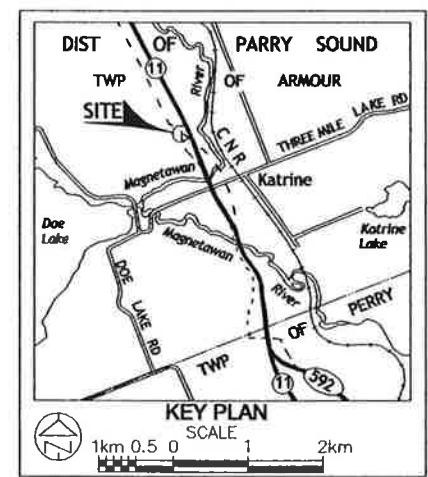 DIST OF PARRY SOUND
TWP OF ARMOUR
11
River
SITE
CNR
THREE MILE LAKE RD
Magnetawan
Katrine
Doe
Lake
Katrine
Lake
Magnetawan
River
DOE LAKE RD
TWP OF PERRY
11
592
KEY PLAN
SCALE
1km 0.5 0 1 2km
N